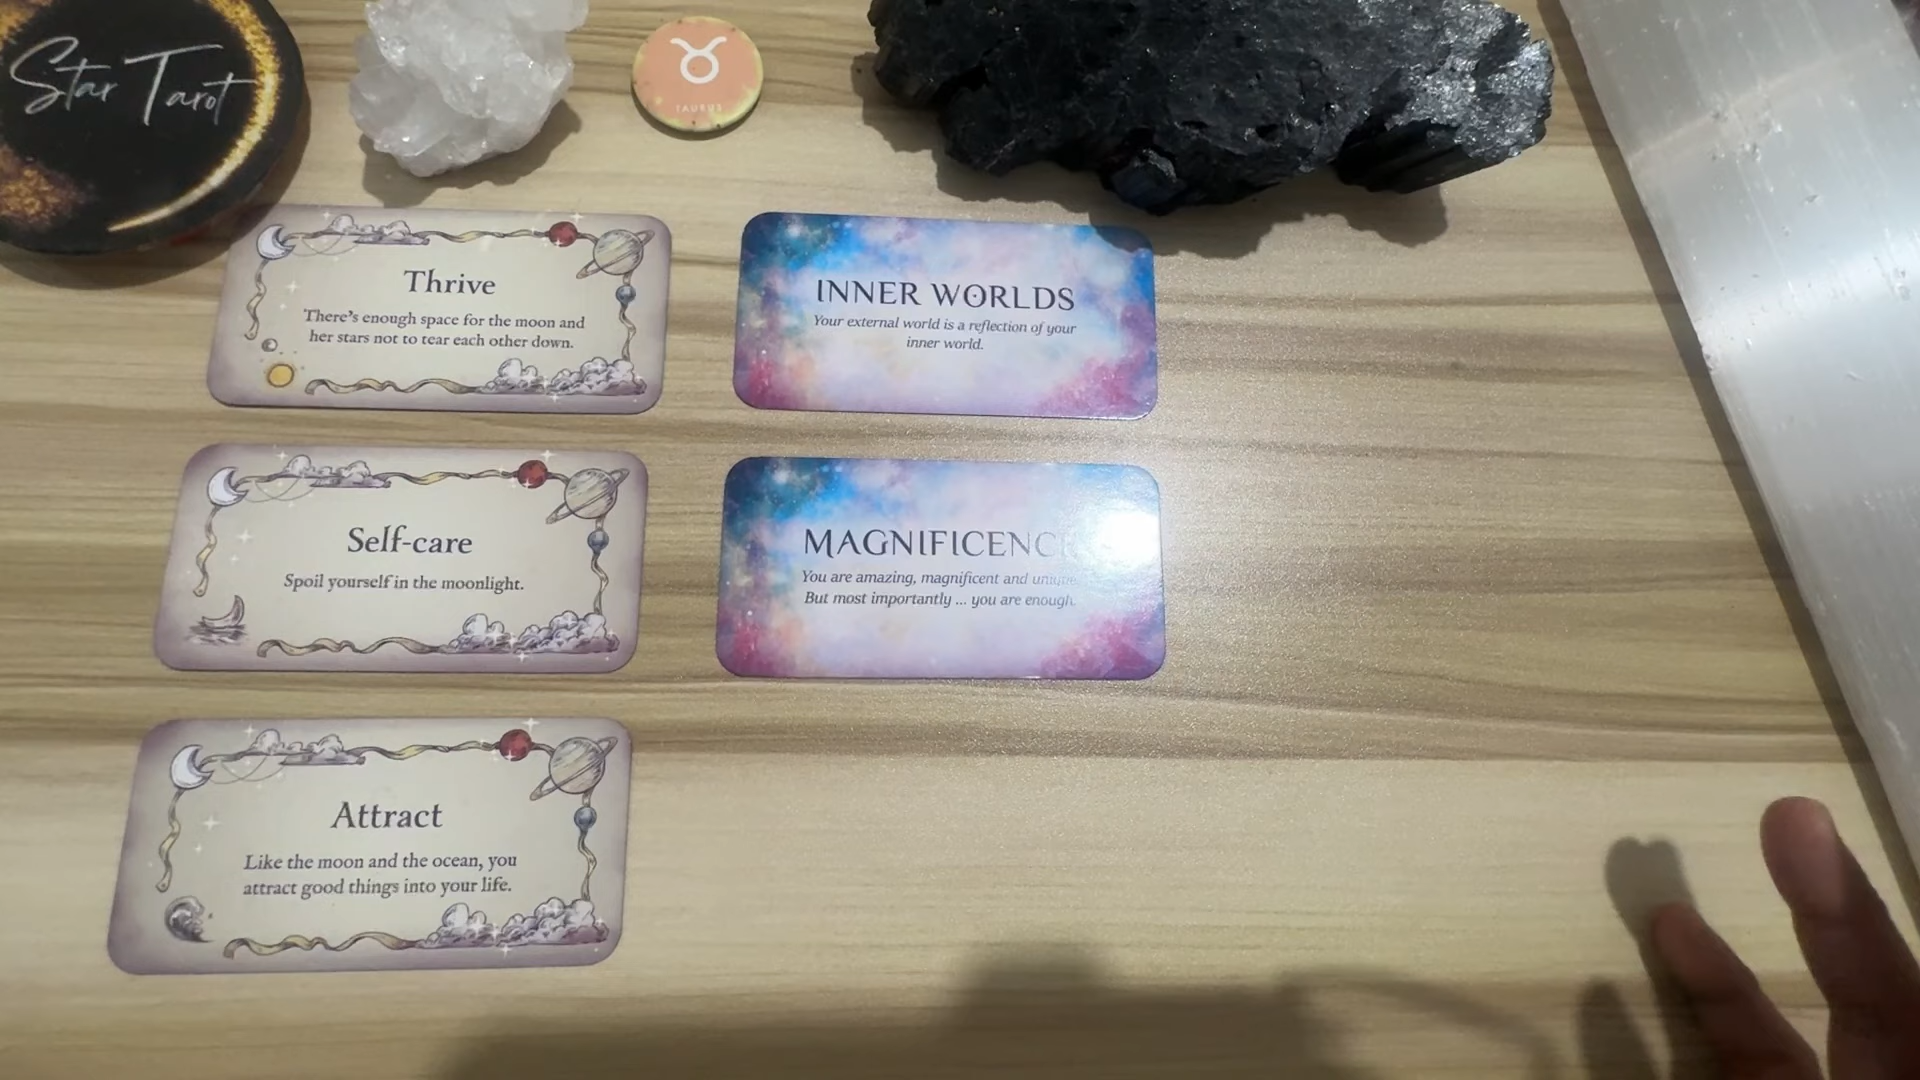 Star Tarot
TAURUS
Thrive
There's enough space for the moon and
her stars not to tear each other down.
INNER WORLDS
Your external world is a reflection of your
inner world.
Self-care
Spoil yourself in the moonlight.
MAGNIFICENCE
You are amazing, magnificent and unique.
But most importantly ... you are enough.
Attract
Like the moon and the ocean, you
attract good things into your life.